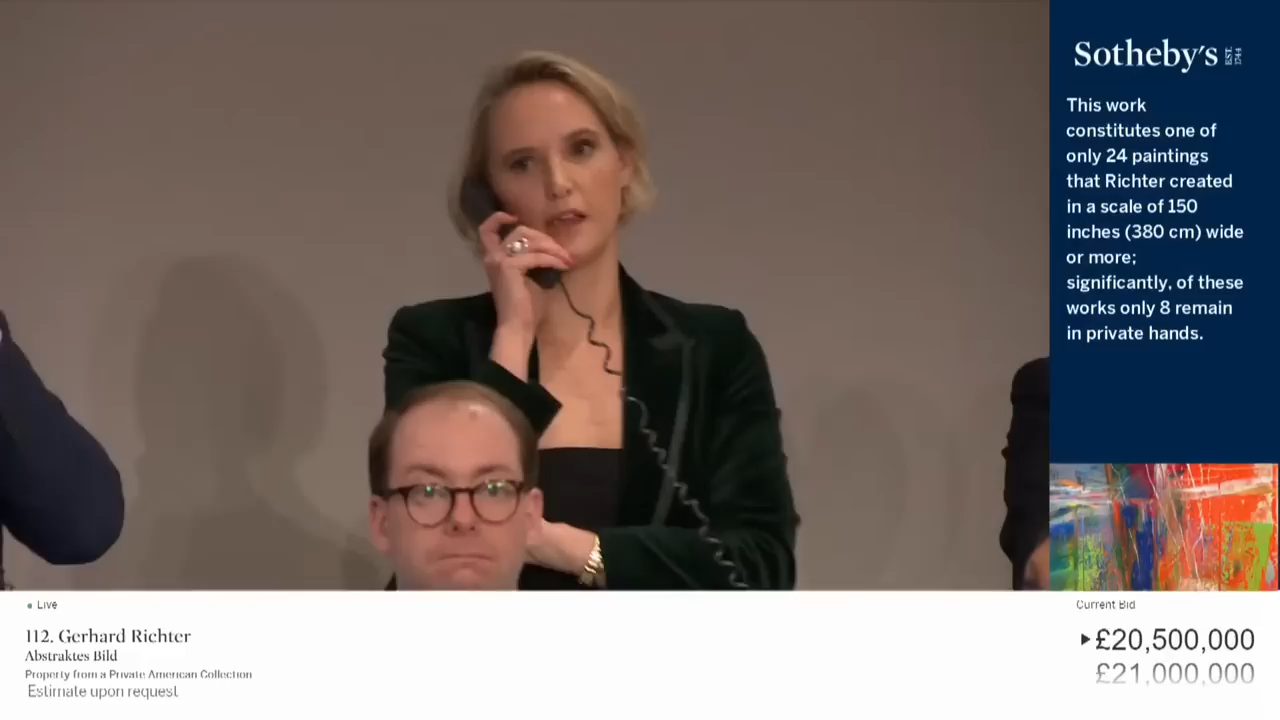 Sotheby's EST. 1744
This work
constitutes one of
only 24 paintings
that Richter created
in a scale of 150
inches (380 cm) wide
or more;
significantly, of these
works only 8 remain
in private hands.
Live
112. Gerhard Richter
Abstraktes Bild
Property from a Private American Collection
Estimate upon request
Current Bid
£20,500,000
£21,000,000